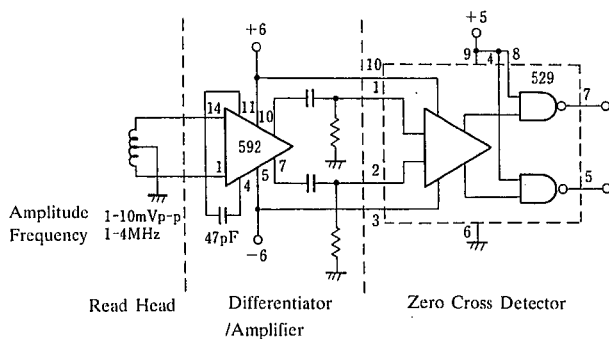 +5
+6
9 4 8
10
529
1
7
14
11
10
592
1
4
5
7
2
5
3
6
47pF
-6
Amplitude 1-10mVp-p
Frequency 1-4MHz
Read Head
Differentiator
/Amplifier
Zero Cross Detector